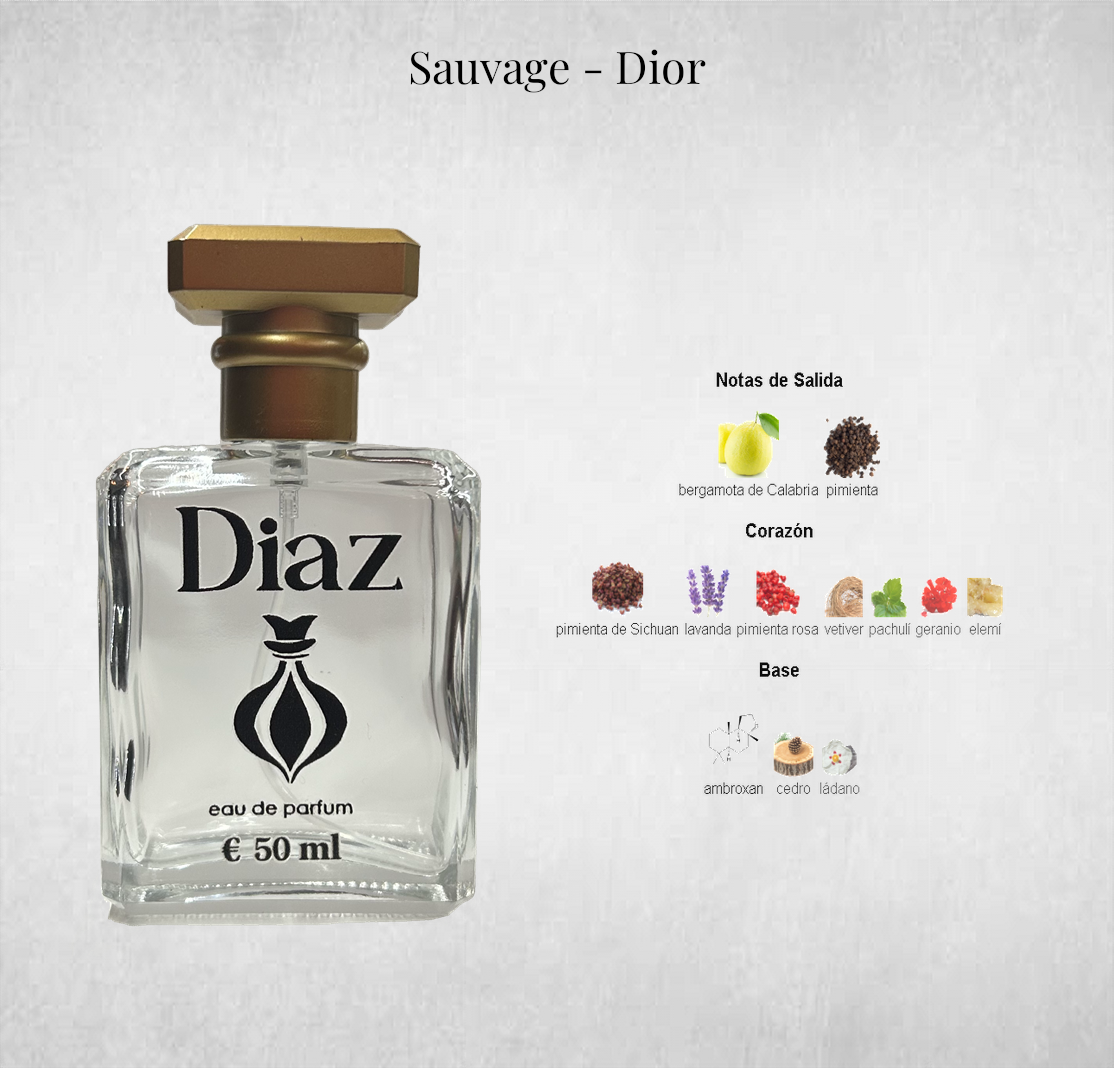 Sauvage - Dior
Diaz
eau de parfum
€ 50 ml
Notas de Salida
bergamota de Calabria pimienta
Corazón
pimienta de Sichuan lavanda pimienta rosa vetiver pachulí geranio elemí
Base
ambroxan cedro ládano